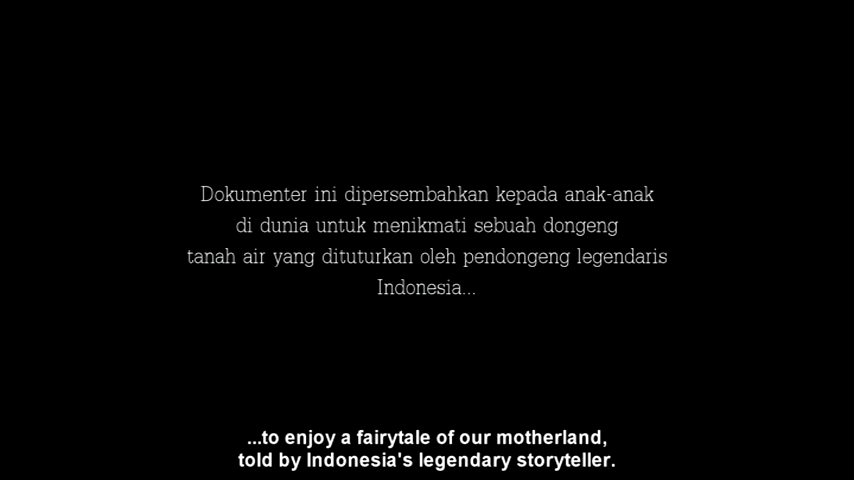 Dokumenter ini dipersembahkan kepada anak-anak
di dunia untuk menikmati sebuah dongeng
tanah air yang dituturkan oleh pendongeng legendaris
Indonesia...
...to enjoy a fairytale of our motherland,
told by Indonesia's legendary storyteller.